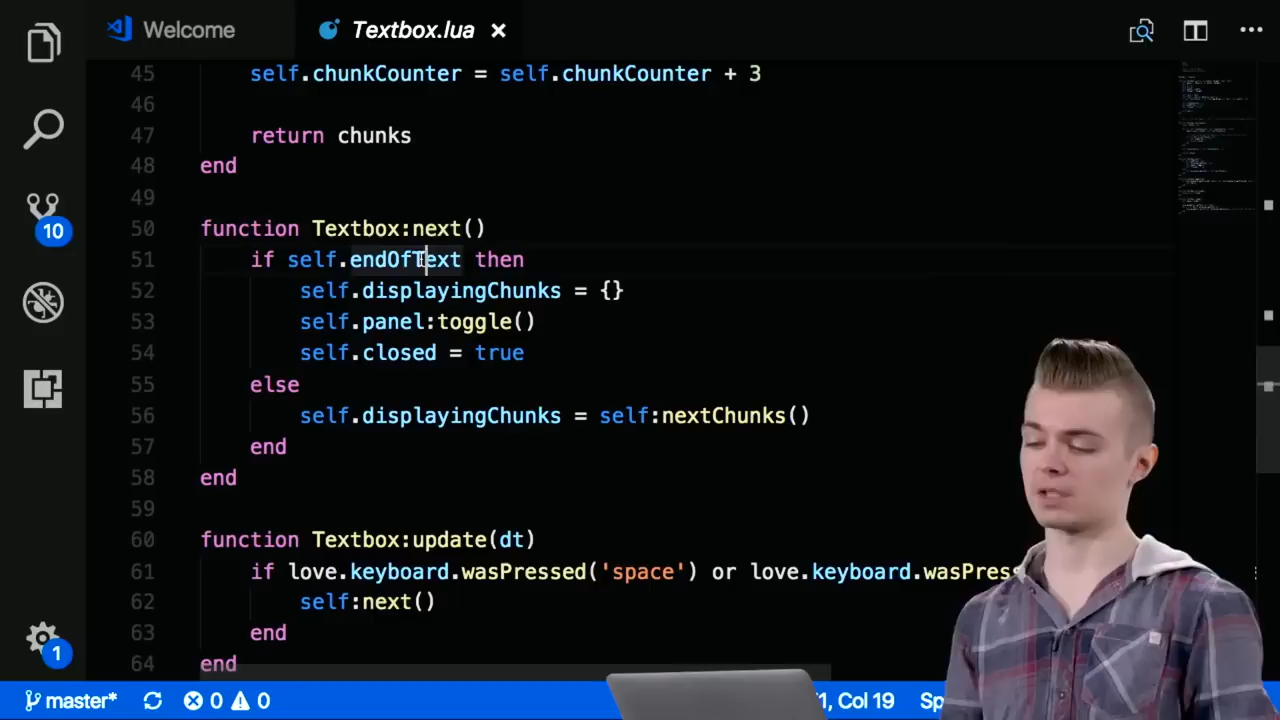 Welcome
Textbox.lua
45 self.chunkCounter = self.chunkCounter + 3
46
47 return chunks
48 end
49
50 function Textbox:next()
51 if self.endOfText then
52 self.displayingChunks = {}
53 self.panel:toggle()
54 self.closed = true
55 else
56 self.displayingChunks = self:nextChunks()
57 end
58 end
59
60 function Textbox:update(dt)
61 if love.keyboard.wasPressed('space') or love.keyboard.wasPress
62 self:next()
63 end
64 end
10
1
master* 0 0 1, Col 19 Sp